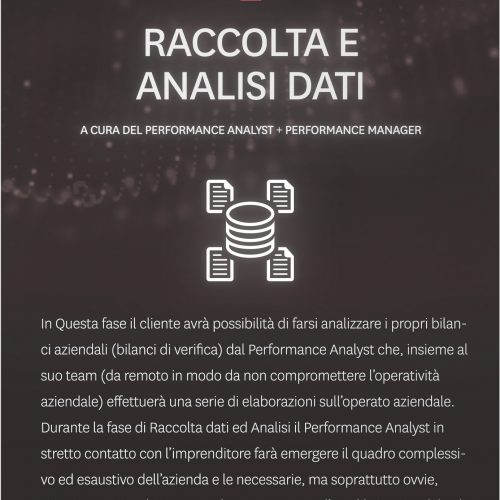 RACCOLTA E
ANALISI DATI
A CURA DEL PERFORMANCE ANALYST + PERFORMANCE MANAGER
In Questa fase il cliente avrà possibilità di farsi analizzare i propri bilan-
ci aziendali (bilanci di verifica) dal Performance Analyst che, insieme al
suo team (da remoto in modo da non compromettere l'operatività
aziendale) effettuerà una serie di elaborazioni sull'operato aziendale.
Durante la fase di Raccolta dati ed Analisi il Performance Analyst in
stretto contatto con l'imprenditore farà emergere il quadro complessi-
vo ed esaustivo dell'azienda e le necessarie, ma soprattutto ovvie,